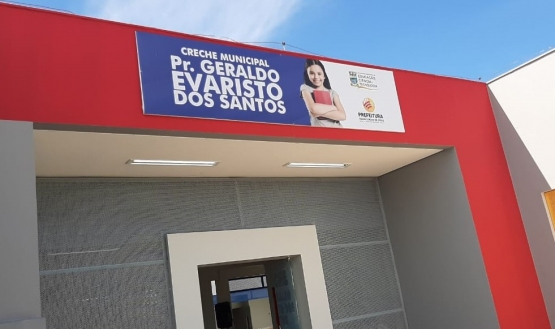 CRECHE MUNICIPAL
Pr. GERALDO
EVARISTO
DOS SANTOS
PREFEITURA